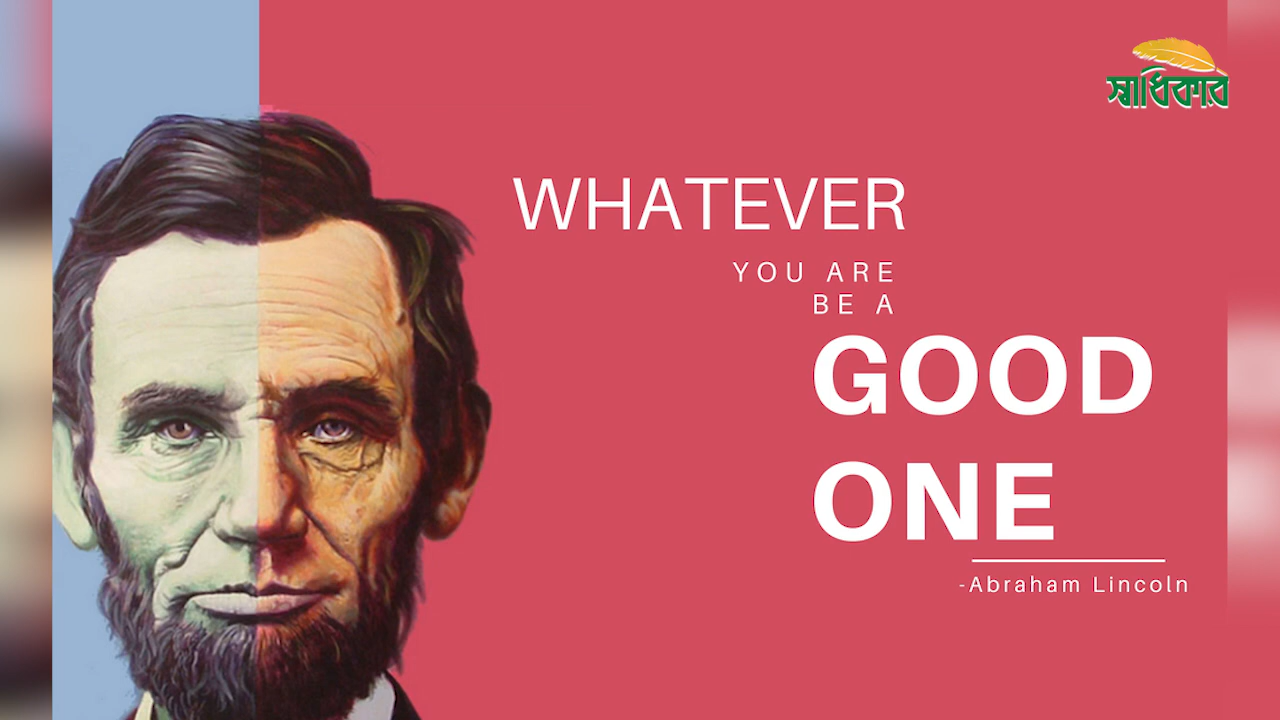 স্বাধিকার
WHATEVER
YOU ARE
BE A
GOOD
ONE
-Abraham Lincoln